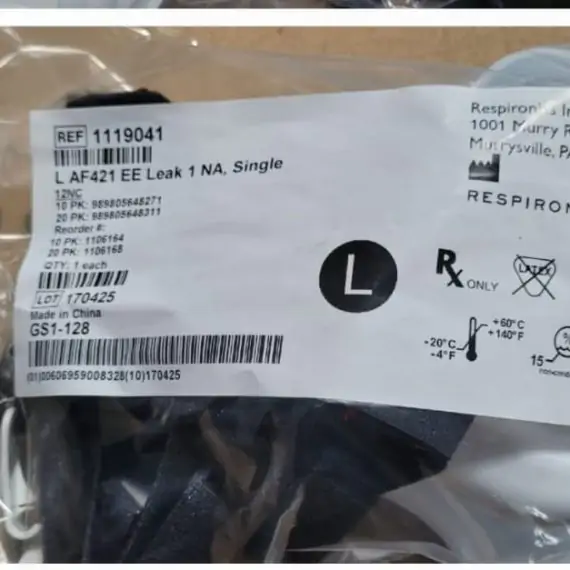 REF 1119041
L AF421 EE Leak 1 NA, Single
12NC
10 PK: 989805648271
20 PK: 989805648311
Reorder #:
10 PK: 1106164
20 PK: 1106168
QTY: 1 each
LOT 170425
Made in China
GS1-128
(01)00606959008328(10)170425
L
Respironics
1001 Murry
Murrysville, PA
RESPIRON
Rx ONLY
LATEX
+60°C
+140°F
-20°C
-4°F
15